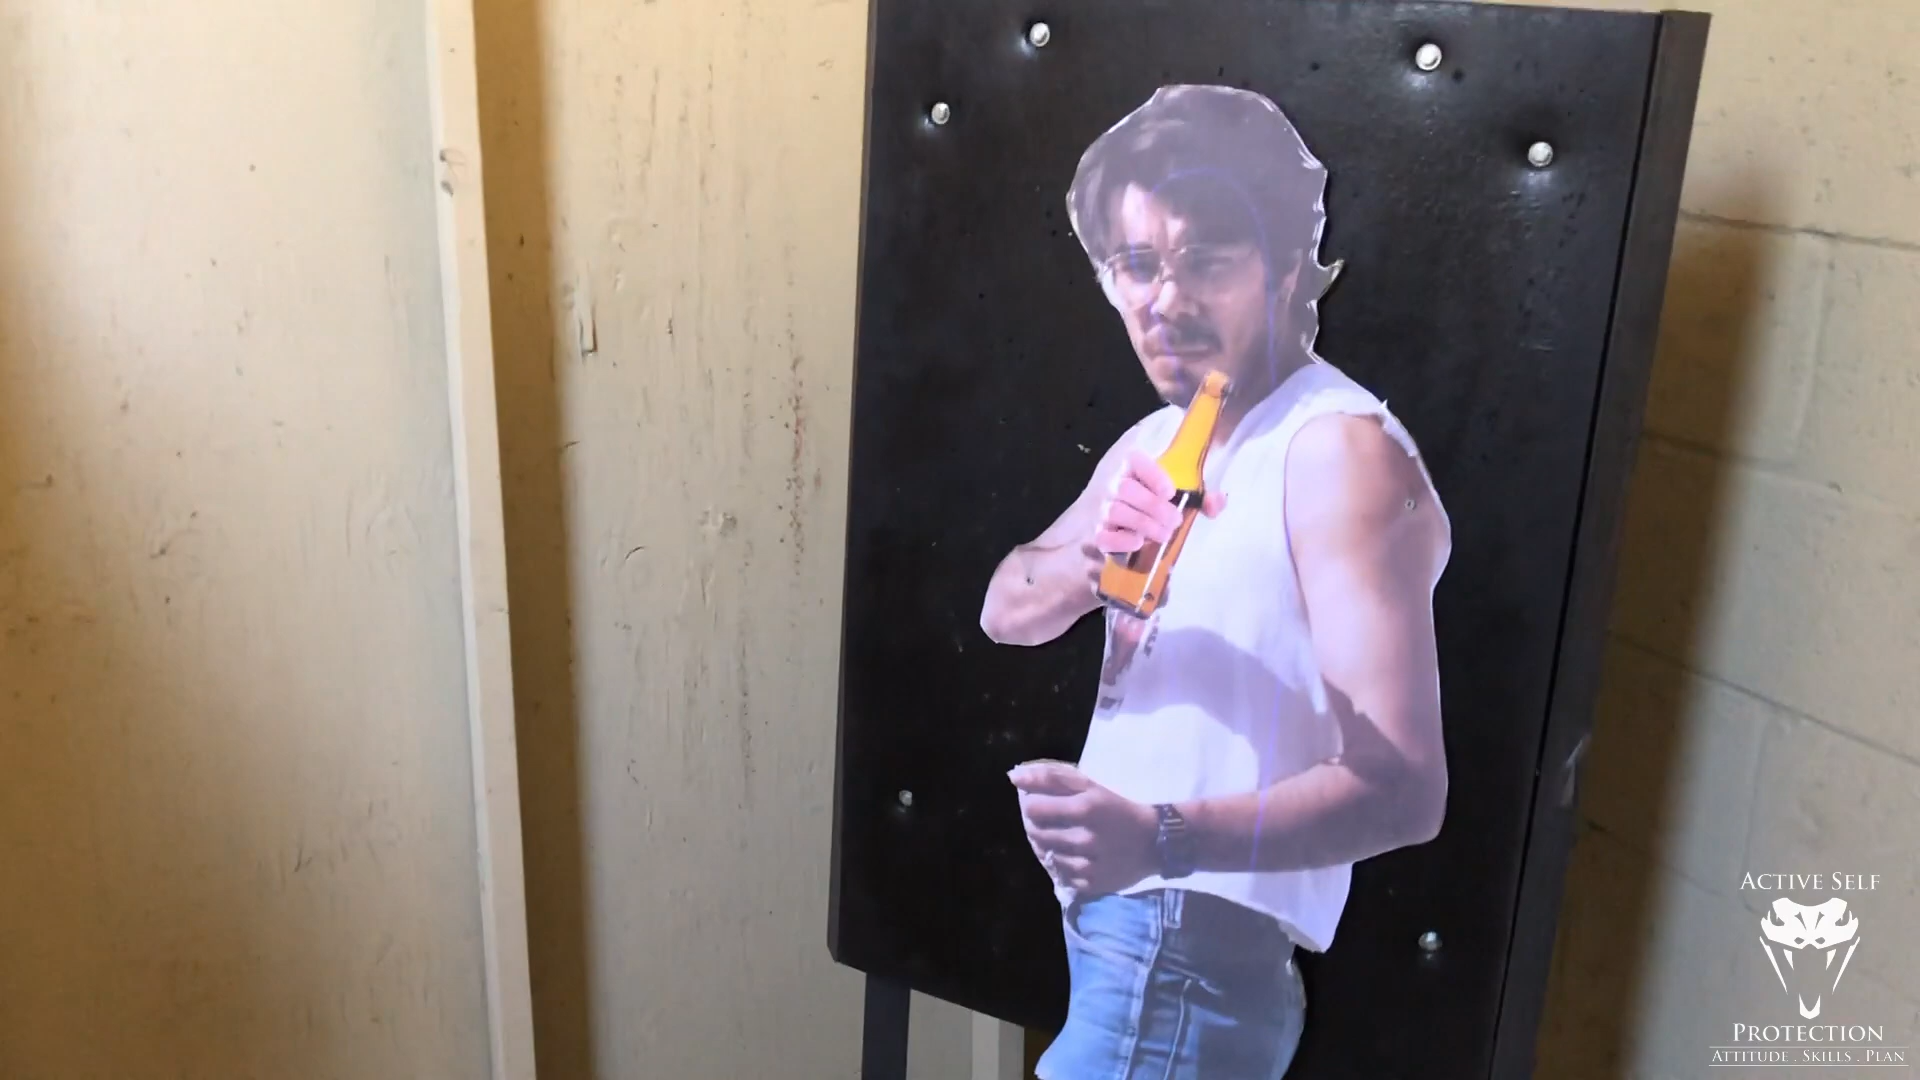 ACTIVE SELF
PROTECTION
ATTITUDE . SKILLS . PLAN